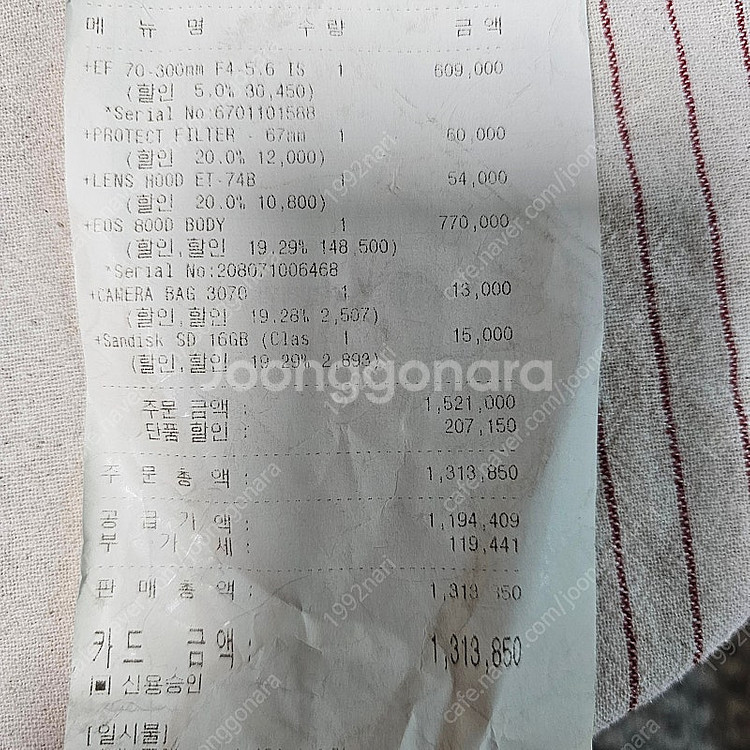 메 뉴 명 수 량 금 액
+EF 70-300mm F4-5.6 IS 1 609,000
(할인 5.0% 30,450)
*Serial No:6701101588
+PROTECT FILTER - 67mm 1 60,000
(할인 20.0% 12,000)
+LENS HOOD ET-74B 1 54,000
(할인 20.0% 10,800)
+EOS 800D BODY 1 770,000
(할인,할인 19.29% 148,500)
*Serial No:208071006468
+CAMERA BAG 3070 1 13,000
(할인,할인 19.28% 2,507)
+Sandisk SD 16GB (Clas 1 15,000
(할인,할인 19.29% 2,893)
Joonggonara
주문 금액 : 1,521,000
단품 할인 : 207,150
주 문 총 액 : 1,313,850
공 급 가 액 : 1,194,409
부 가 세 : 119,441
판 매 총 액 : 1,313,850
카 드 금 액 : 1,313,850
신용승인
[일시불]